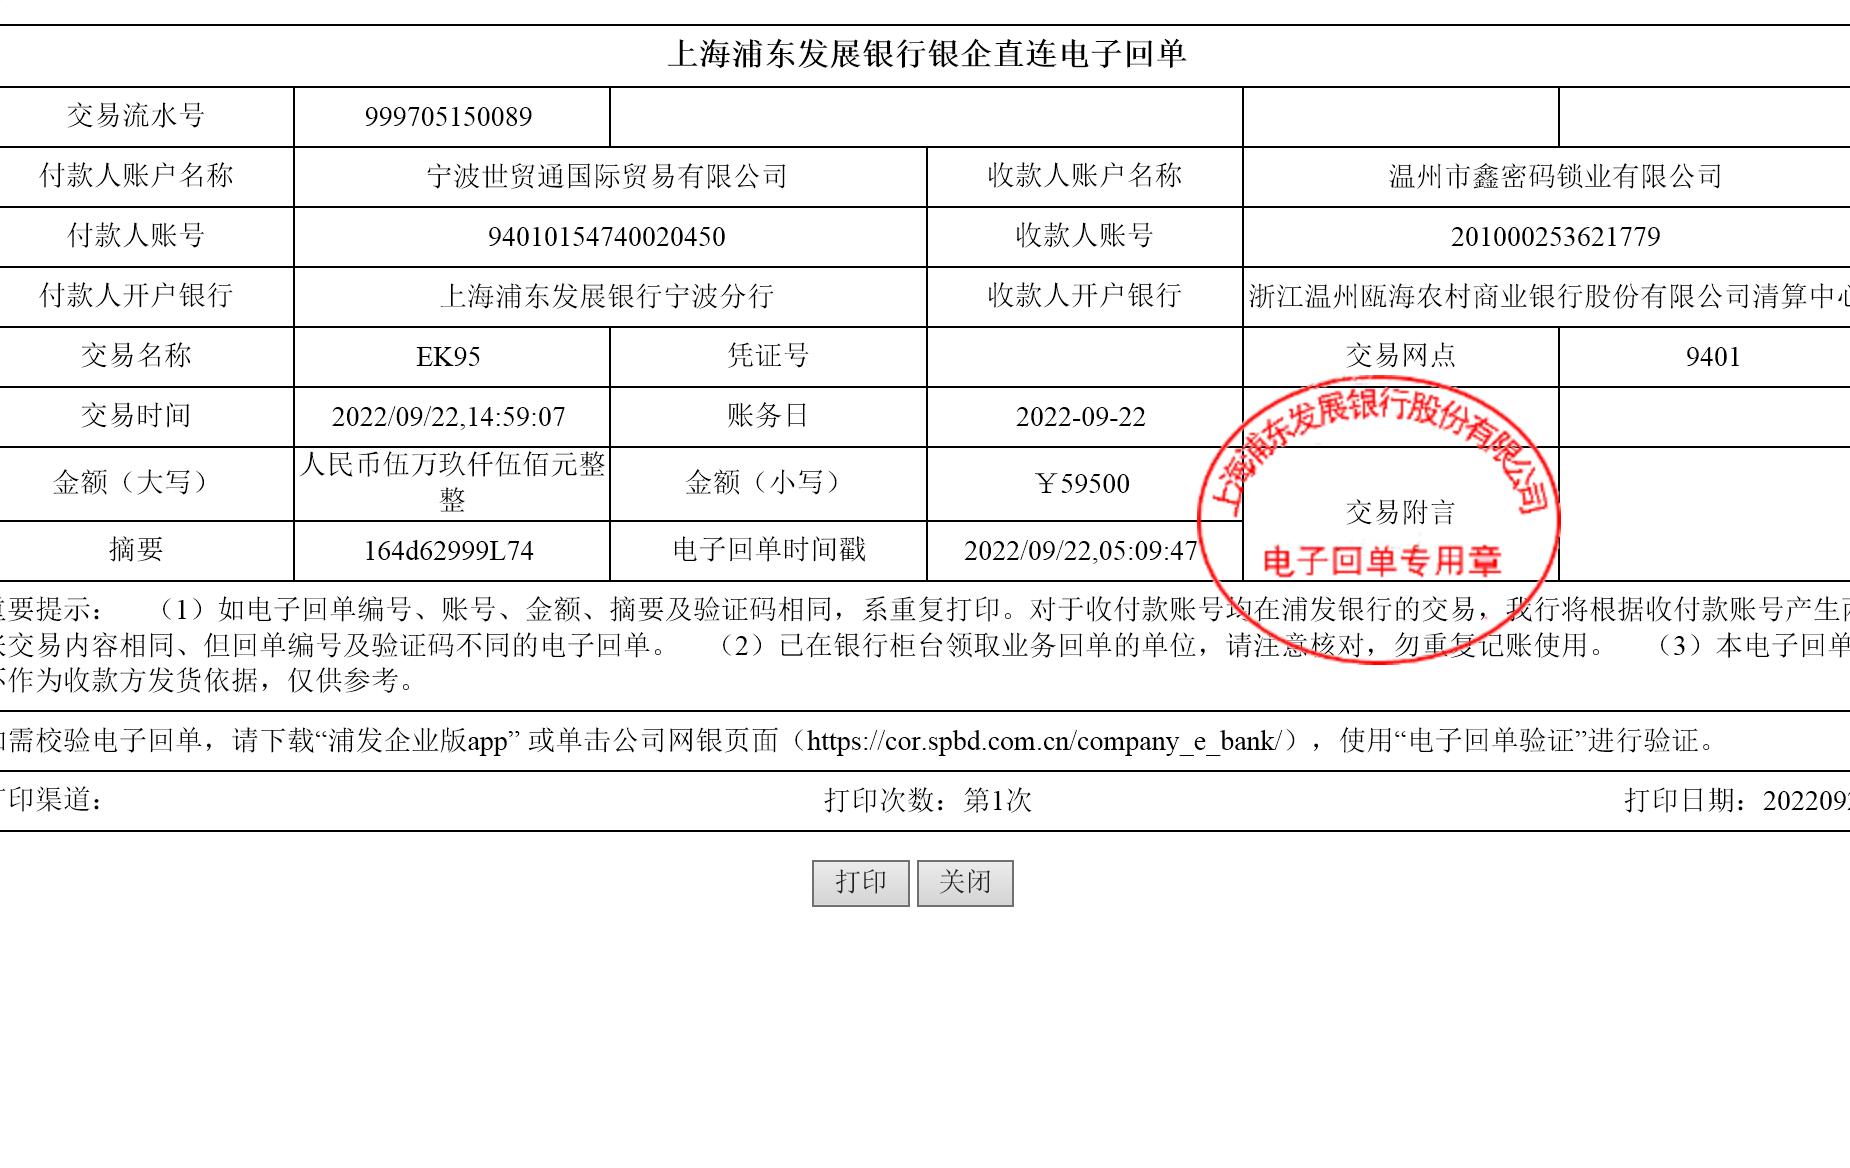 上海浦东发展银行银企直连电子回单
交易流水号 999705150089
付款人账户名称 宁波世贸通国际贸易有限公司 收款人账户名称 温州市鑫密码锁业有限公司
付款人账号 94010154740020450 收款人账号 201000253621779
付款人开户银行 上海浦东发展银行宁波分行 收款人开户银行 浙江温州瓯海农村商业银行股份有限公司清算中心
交易名称 EK95 凭证号 交易网点 9401
交易时间 2022/09/22,14:59:07 账务日 2022-09-22
金额（大写） 人民币伍万玖仟伍佰元整
整 金额（小写） ￥59500
交易附言
摘要 164d62999L74 电子回单时间戳 2022/09/22,05:09:47
上海浦东发展银行股份有限公司
电子回单专用章
重要提示： （1）如电子回单编号、账号、金额、摘要及验证码相同，系重复打印。对于收付款账号均在浦发银行的交易，我行将根据收付款账号产生两
张交易内容相同、但回单编号及验证码不同的电子回单。 （2）已在银行柜台领取业务回单的单位，请注意核对，勿重复记账使用。 （3）本电子回单
不作为收款方发货依据，仅供参考。
如需校验电子回单，请下载“浦发企业版app” 或单击公司网银页面（https://cor.spbd.com.cn/company_e_bank/），使用“电子回单验证”进行验证。
打印渠道： 打印次数：第1次 打印日期：2022092
打印 关闭